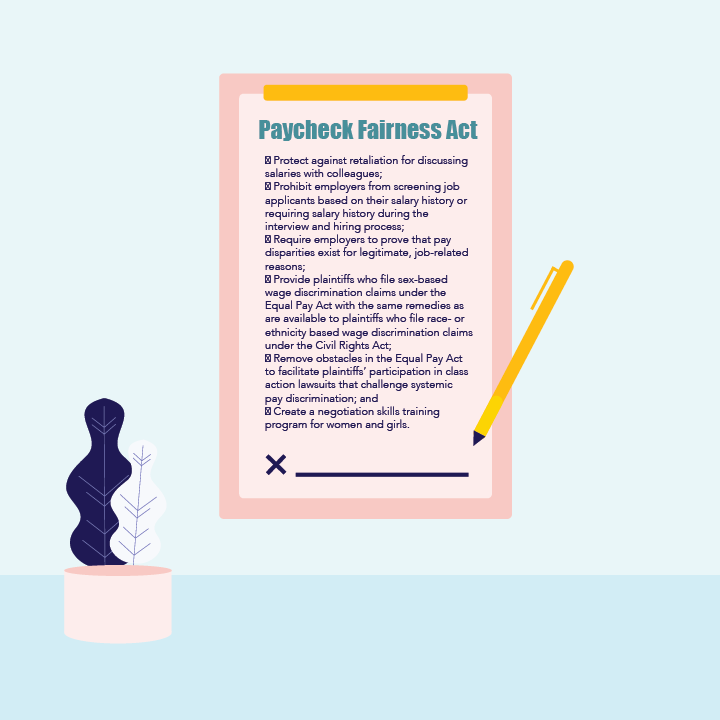 Paycheck Fairness Act
⍰ Protect against retaliation for discussing
salaries with colleagues;
⍰ Prohibit employers from screening job
applicants based on their salary history or
requiring salary history during the
interview and hiring process;
⍰ Require employers to prove that pay
disparities exist for legitimate, job-related
reasons;
⍰ Provide plaintiffs who file sex-based
wage discrimination claims under the
Equal Pay Act with the same remedies as
are available to plaintiffs who file race- or
ethnicity based wage discrimination claims
under the Civil Rights Act;
⍰ Remove obstacles in the Equal Pay Act
to facilitate plaintiffs’ participation in class
action lawsuits that challenge systemic
pay discrimination; and
⍰ Create a negotiation skills training
program for women and girls.